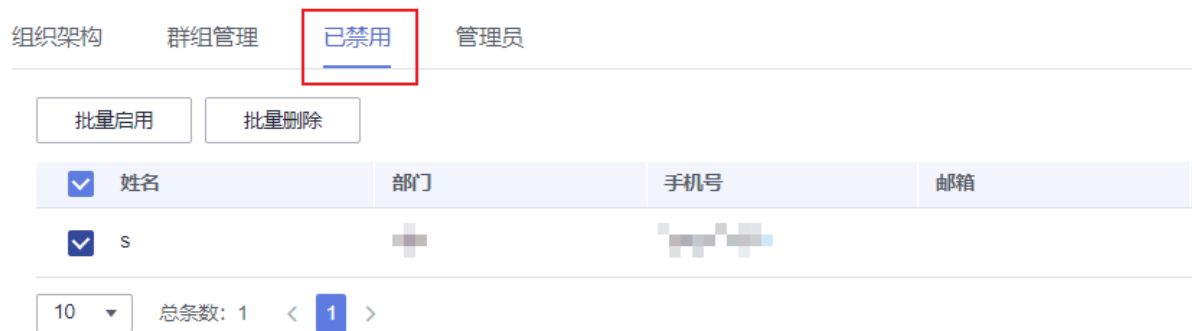 组织架构 群组管理 已禁用 管理员
批量启用 批量删除
姓名 部门 手机号 邮箱
s
10 总条数: 1 < 1 >